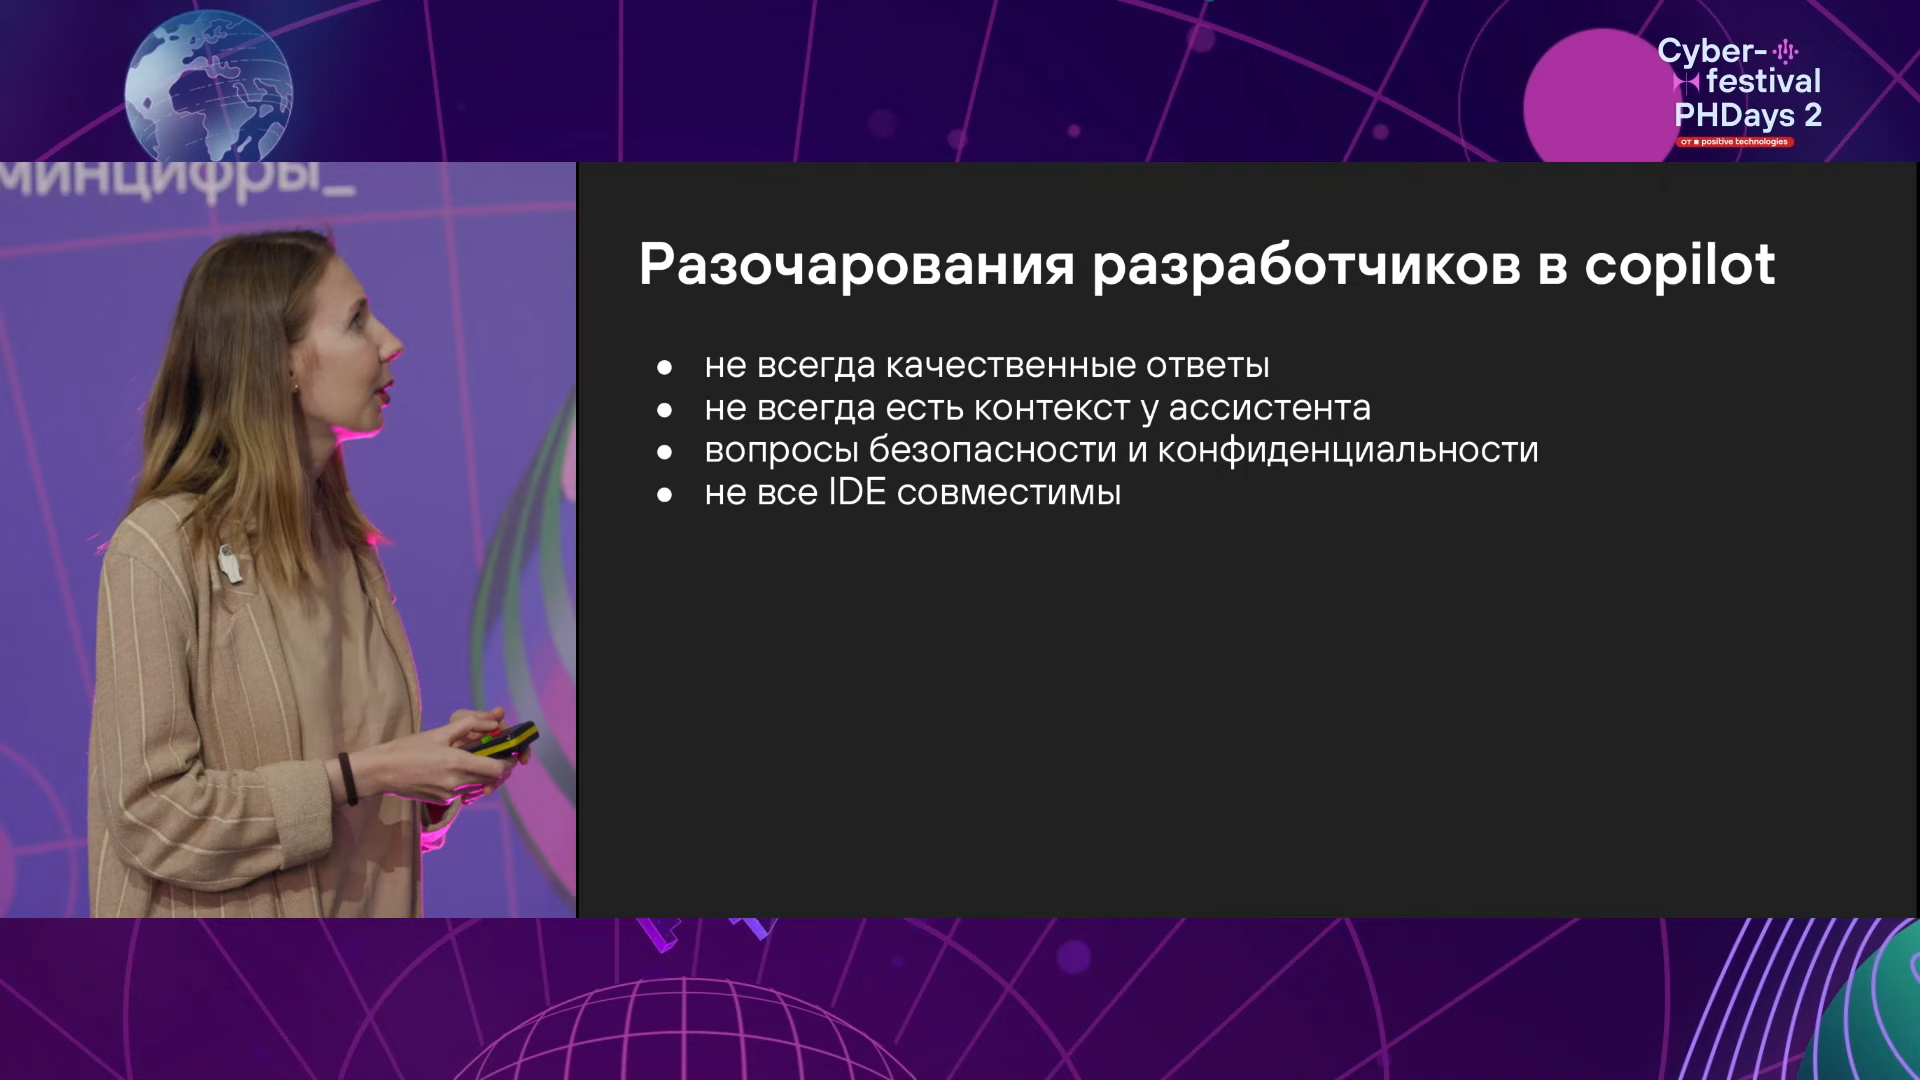 Cyber-
festival
PHDays 2
от positive technologies
минцифры_
Разочарования разработчиков в copilot
● не всегда качественные ответы
● не всегда есть контекст у ассистента
● вопросы безопасности и конфиденциальности
● не все IDE совместимы